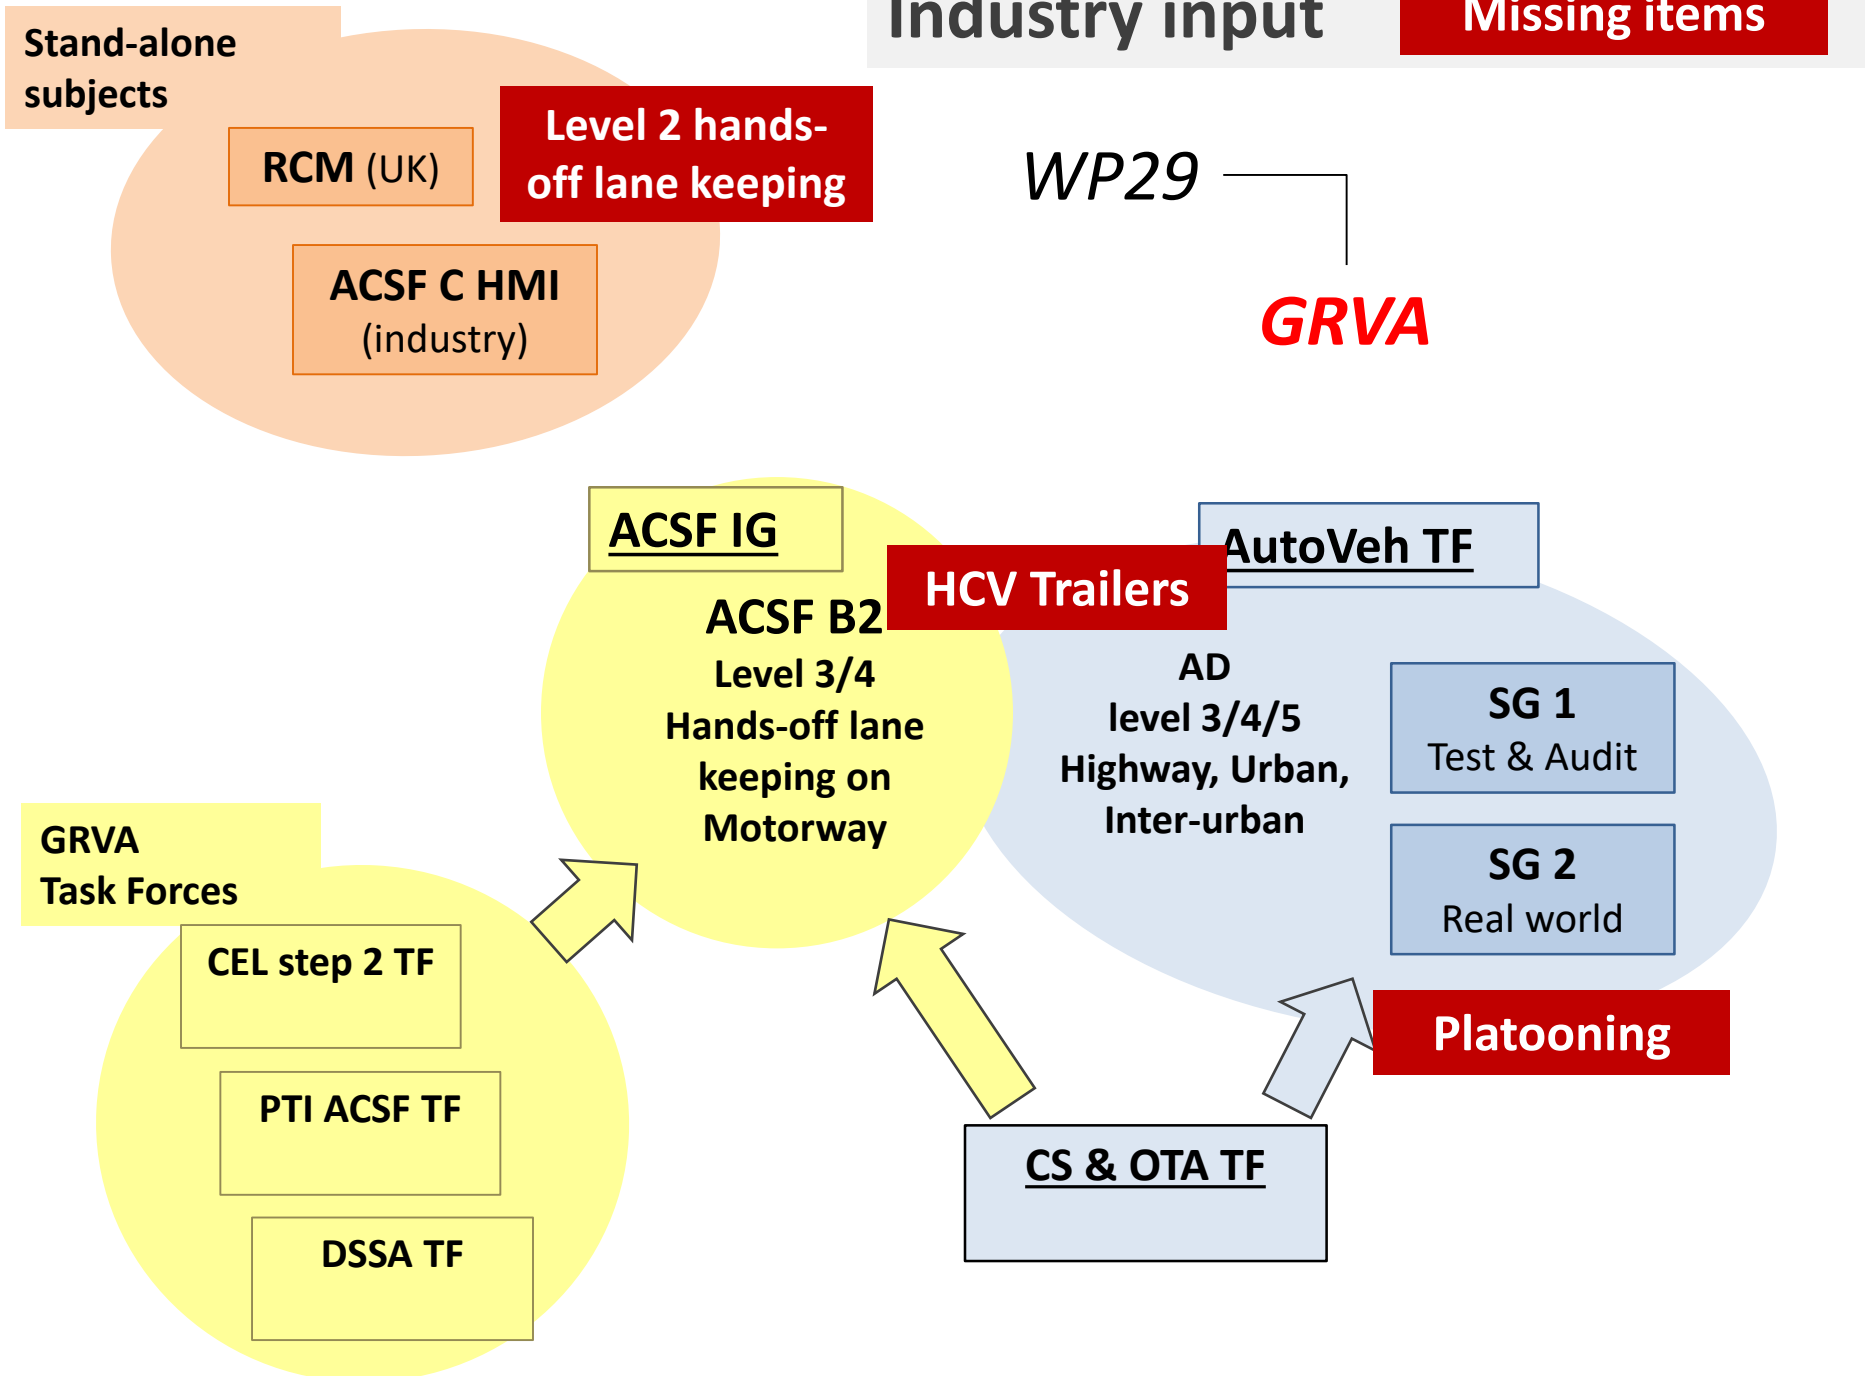 Industry input
Missing items
Stand-alone
subjects
RCM (UK)
Level 2 hands-
off lane keeping
ACSF C HMI
(industry)
WP29
GRVA
ACSF IG
ACSF B2
Level 3/4
Hands-off lane
keeping on
Motorway
HCV Trailers
AutoVeh TF
AD
level 3/4/5
Highway, Urban,
Inter-urban
SG 1
Test & Audit
SG 2
Real world
Platooning
GRVA
Task Forces
CEL step 2 TF
PTI ACSF TF
DSSA TF
CS & OTA TF